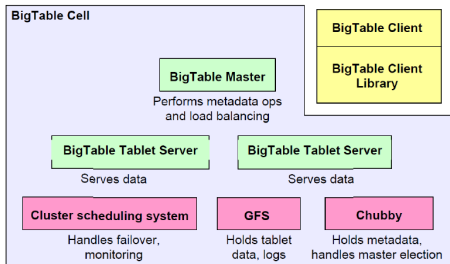 BigTable Cell
BigTable Client
BigTable Client
Library
BigTable Master
Performs metadata ops
and load balancing
BigTable Tablet Server
BigTable Tablet Server
Serves data
Serves data
Cluster scheduling system
GFS
Chubby
Handles failover,
monitoring
Holds tablet
data, logs
Holds metadata,
handles master election